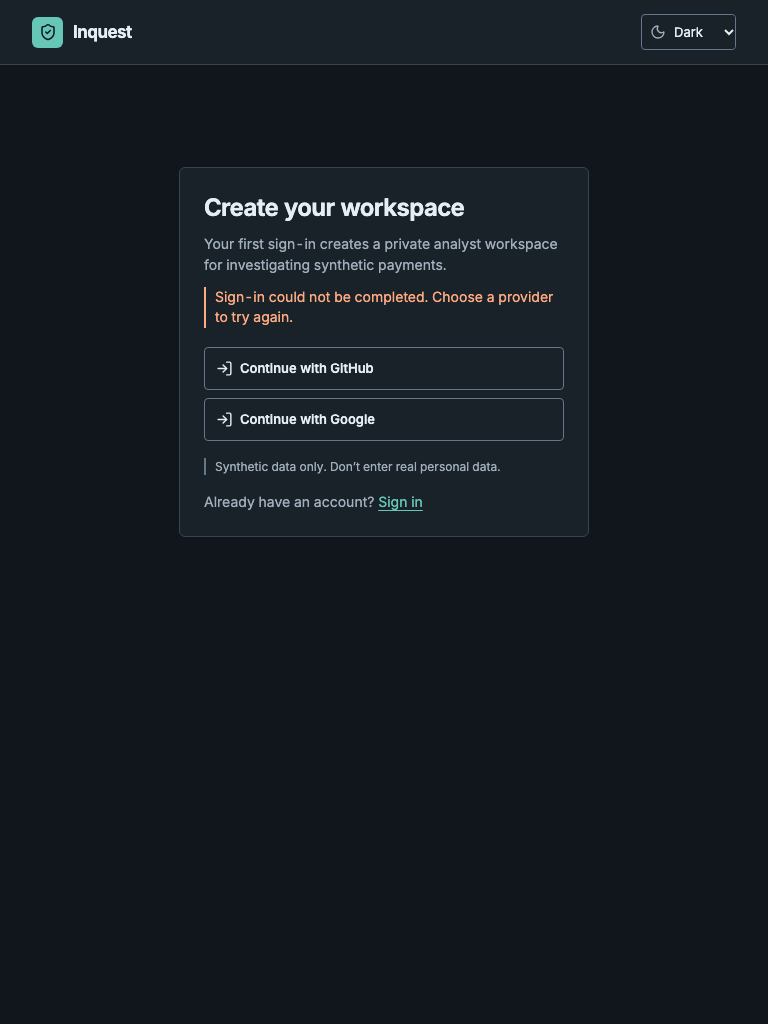 Inquest
Dark
Create your workspace
Your first sign-in creates a private analyst workspace
for investigating synthetic payments.
Sign-in could not be completed. Choose a provider
to try again.
Continue with GitHub
Continue with Google
Synthetic data only. Don’t enter real personal data.
Already have an account? Sign in